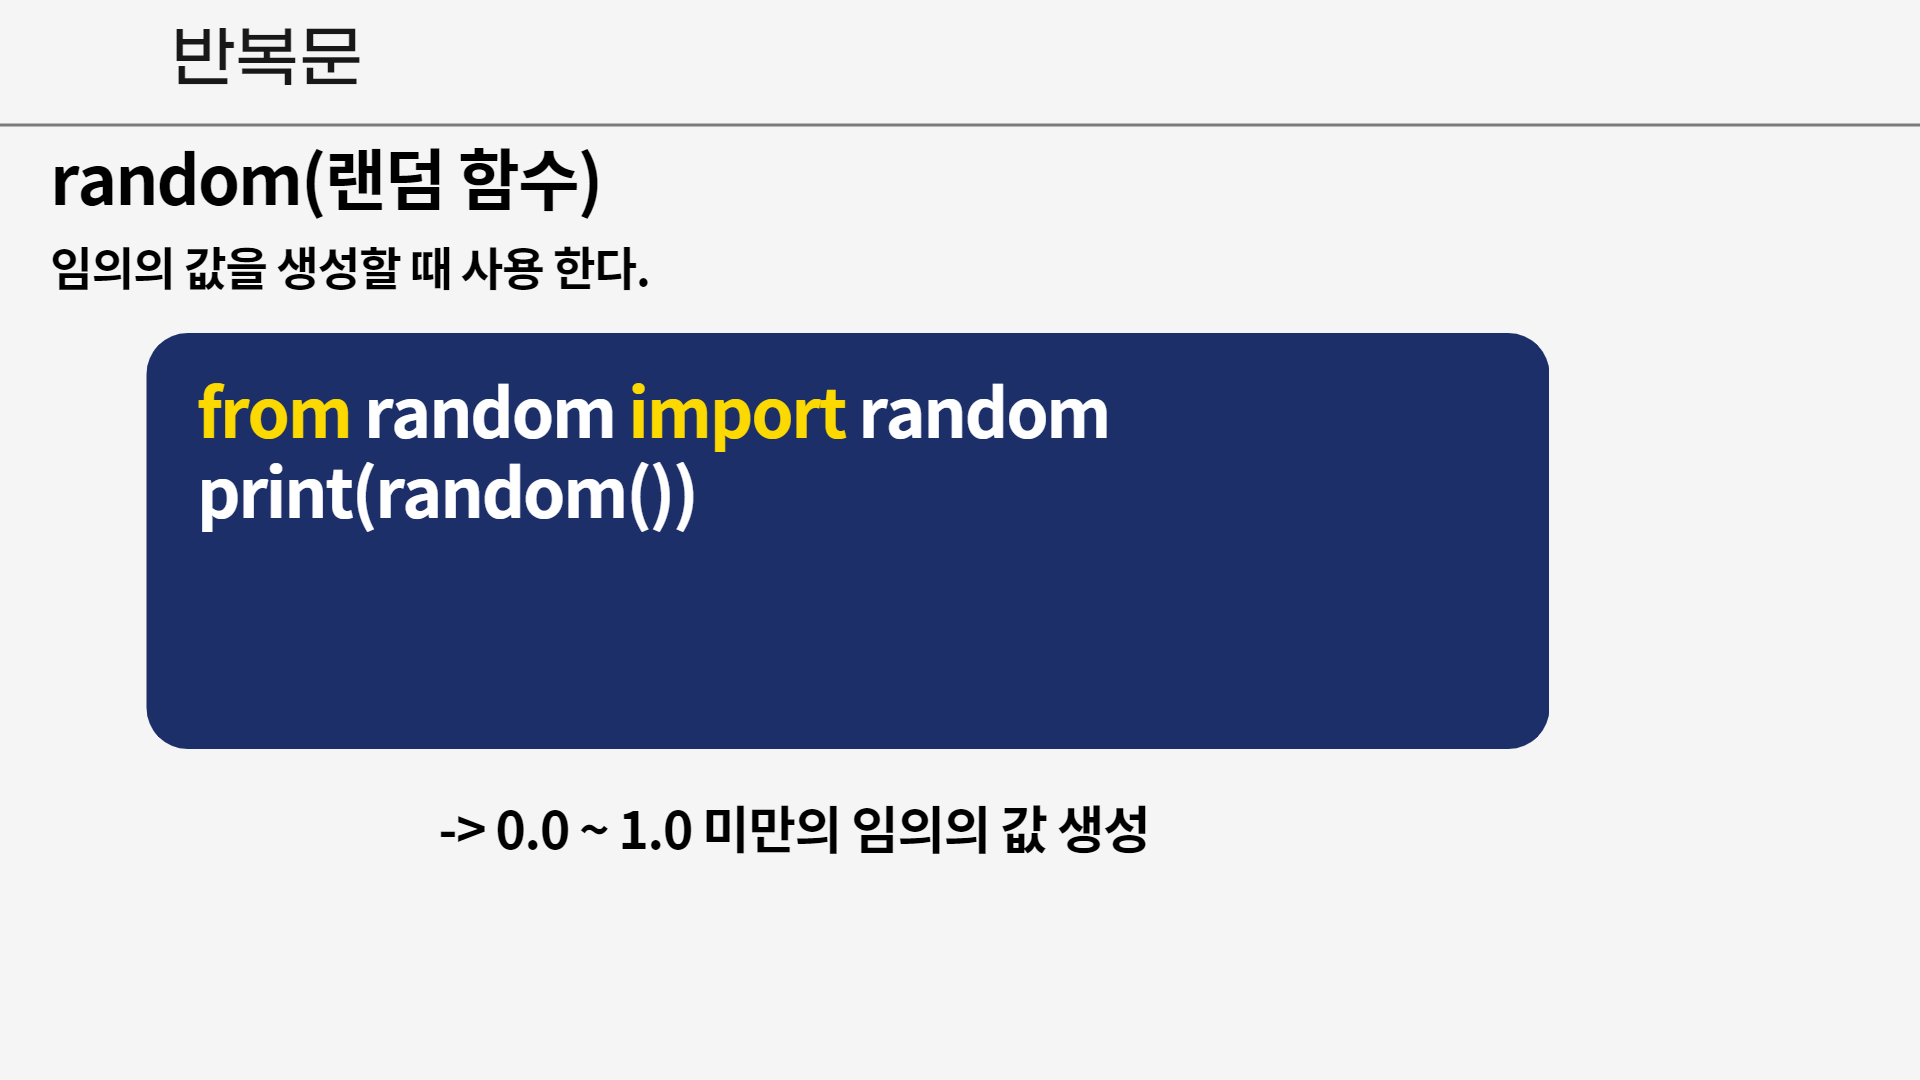 반복문
random(랜덤 함수)
임의의 값을 생성할 때 사용 한다.
from random import random
print(random())
-> 0.0 ~ 1.0 미만의 임의의 값 생성